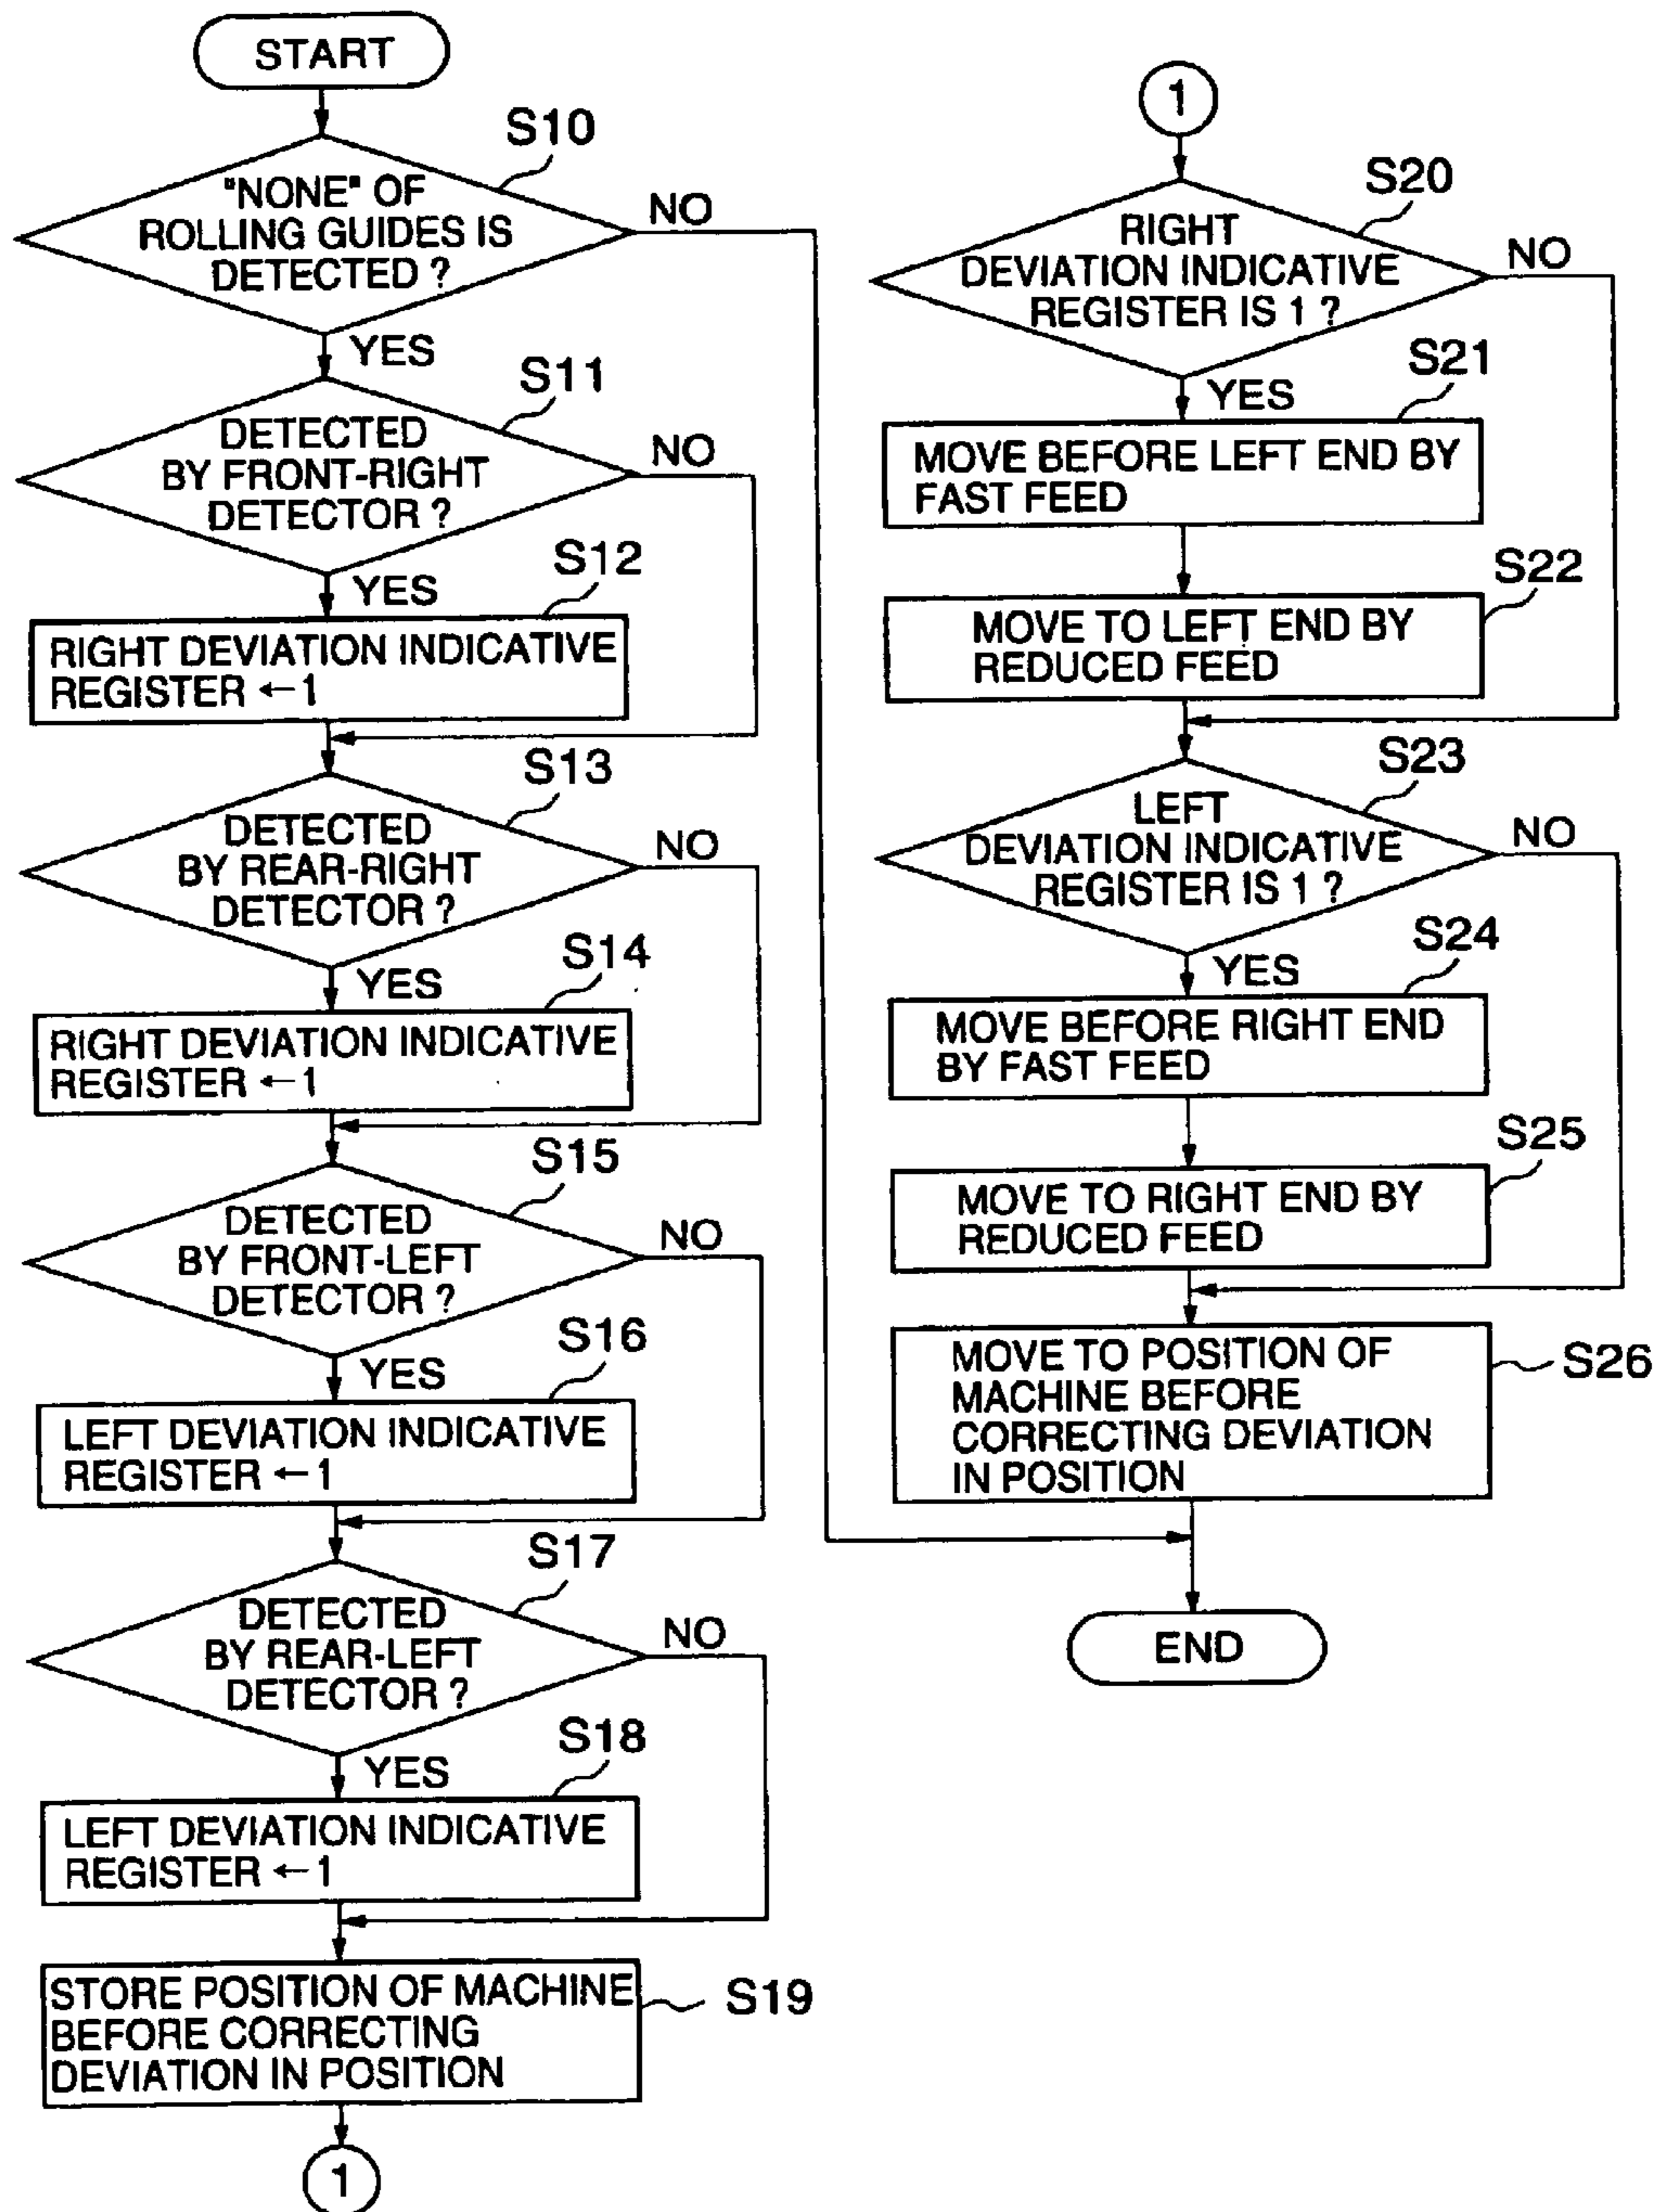 START
S10
"NONE" OF
ROLLING GUIDES IS
DETECTED ?
NO
YES
S11
DETECTED
BY FRONT-RIGHT
DETECTOR ?
NO
YES
S12
RIGHT DEVIATION INDICATIVE
REGISTER ←1
S13
DETECTED
BY REAR-RIGHT
DETECTOR ?
NO
YES
S14
RIGHT DEVIATION INDICATIVE
REGISTER ←1
S15
DETECTED
BY FRONT-LEFT
DETECTOR ?
NO
YES
S16
LEFT DEVIATION INDICATIVE
REGISTER ←1
S17
DETECTED
BY REAR-LEFT
DETECTOR ?
NO
YES
S18
LEFT DEVIATION INDICATIVE
REGISTER ←1
STORE POSITION OF MACHINE
BEFORE CORRECTING
DEVIATION IN POSITION
S19
1
1
S20
RIGHT
DEVIATION INDICATIVE
REGISTER IS 1 ?
NO
YES
S21
MOVE BEFORE LEFT END BY
FAST FEED
S22
MOVE TO LEFT END BY
REDUCED FEED
S23
LEFT
DEVIATION INDICATIVE
REGISTER IS 1 ?
NO
YES
S24
MOVE BEFORE RIGHT END
BY FAST FEED
S25
MOVE TO RIGHT END BY
REDUCED FEED
MOVE TO POSITION OF
MACHINE BEFORE
CORRECTING DEVIATION
IN POSITION
S26
END